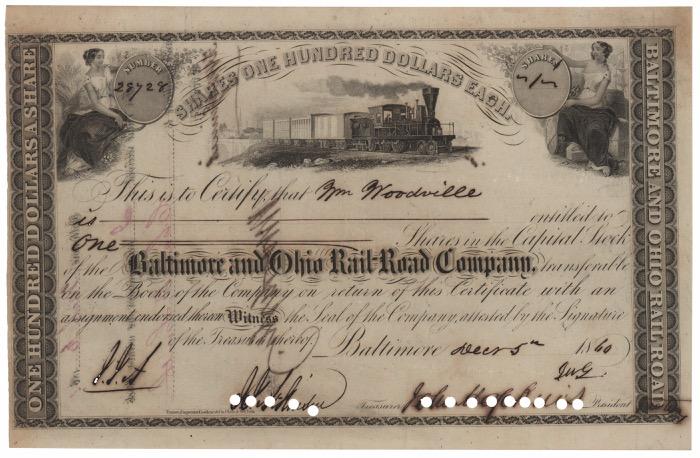 NUMBER
23728
SHARES ONE HUNDRED DOLLARS EACH.
SHARES
ONE HUNDRED DOLLARS A SHARE
BALTIMORE AND OHIO RAIL ROAD
This is to Certify, that Wm Woodville
is entitled to
One Shares in the Capital Stock
of the Baltimore and Ohio Rail-Road Company, transferable
on the Books of the Company on return of this Certificate with an
assignment endorsed thereon Witness the Seal of the Company, attested by the Signature
of the Treasurer thereof. Baltimore Decr 5th 1860
Treasurer
President